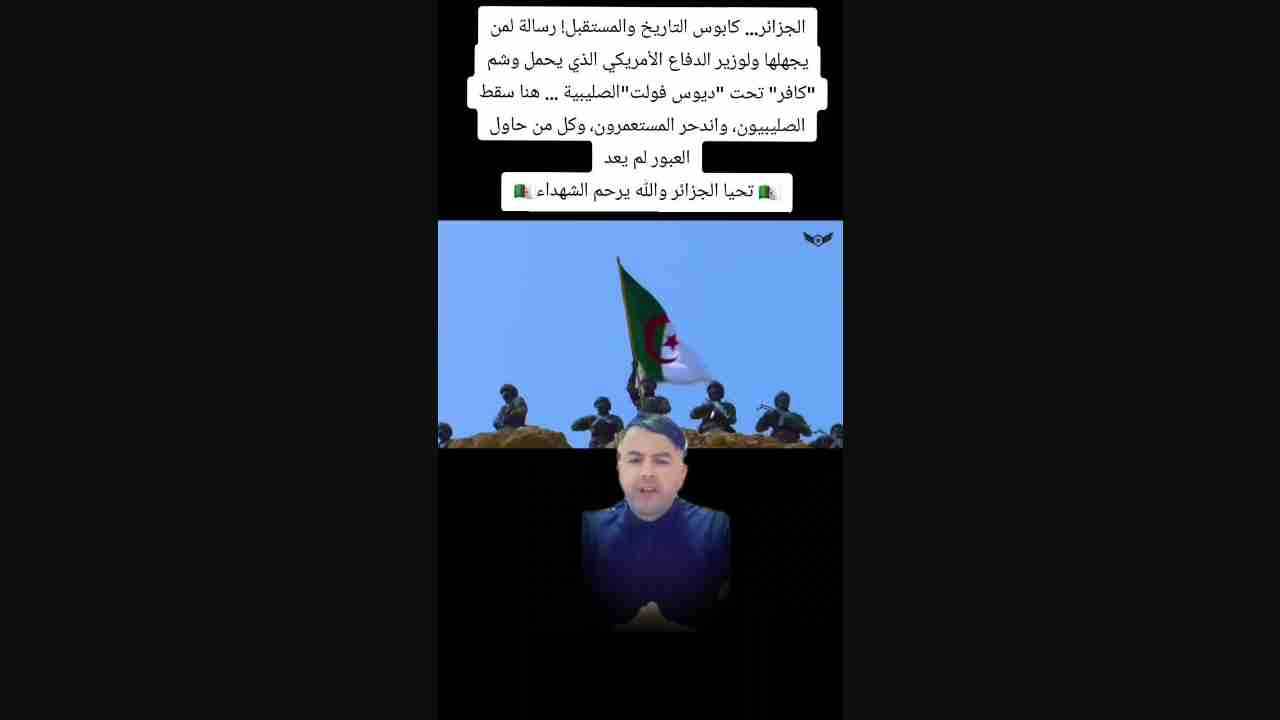 الجزائر... كابوس التاريخ والمستقبل! رسالة لمن
يجهلها ولوزير الدفاع الأمريكي الذي يحمل وشم
"كافر" تحت "ديوس فولت"الصليبية ... هنا سقط
الصليبيون، واندحر المستعمرون، وكل من حاول
العبور لم يعد
🇩🇿 تحيا الجزائر والله يرحم الشهداء 🇩🇿